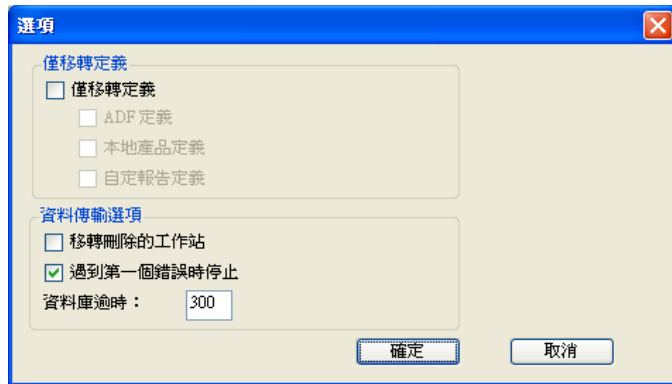 選項
僅移轉定義
僅移轉定義
ADF 定義
本地產品定義
自定報告定義
資料傳輸選項
移轉刪除的工作站
遇到第一個錯誤時停止
資料庫逾時： 300
確定 取消